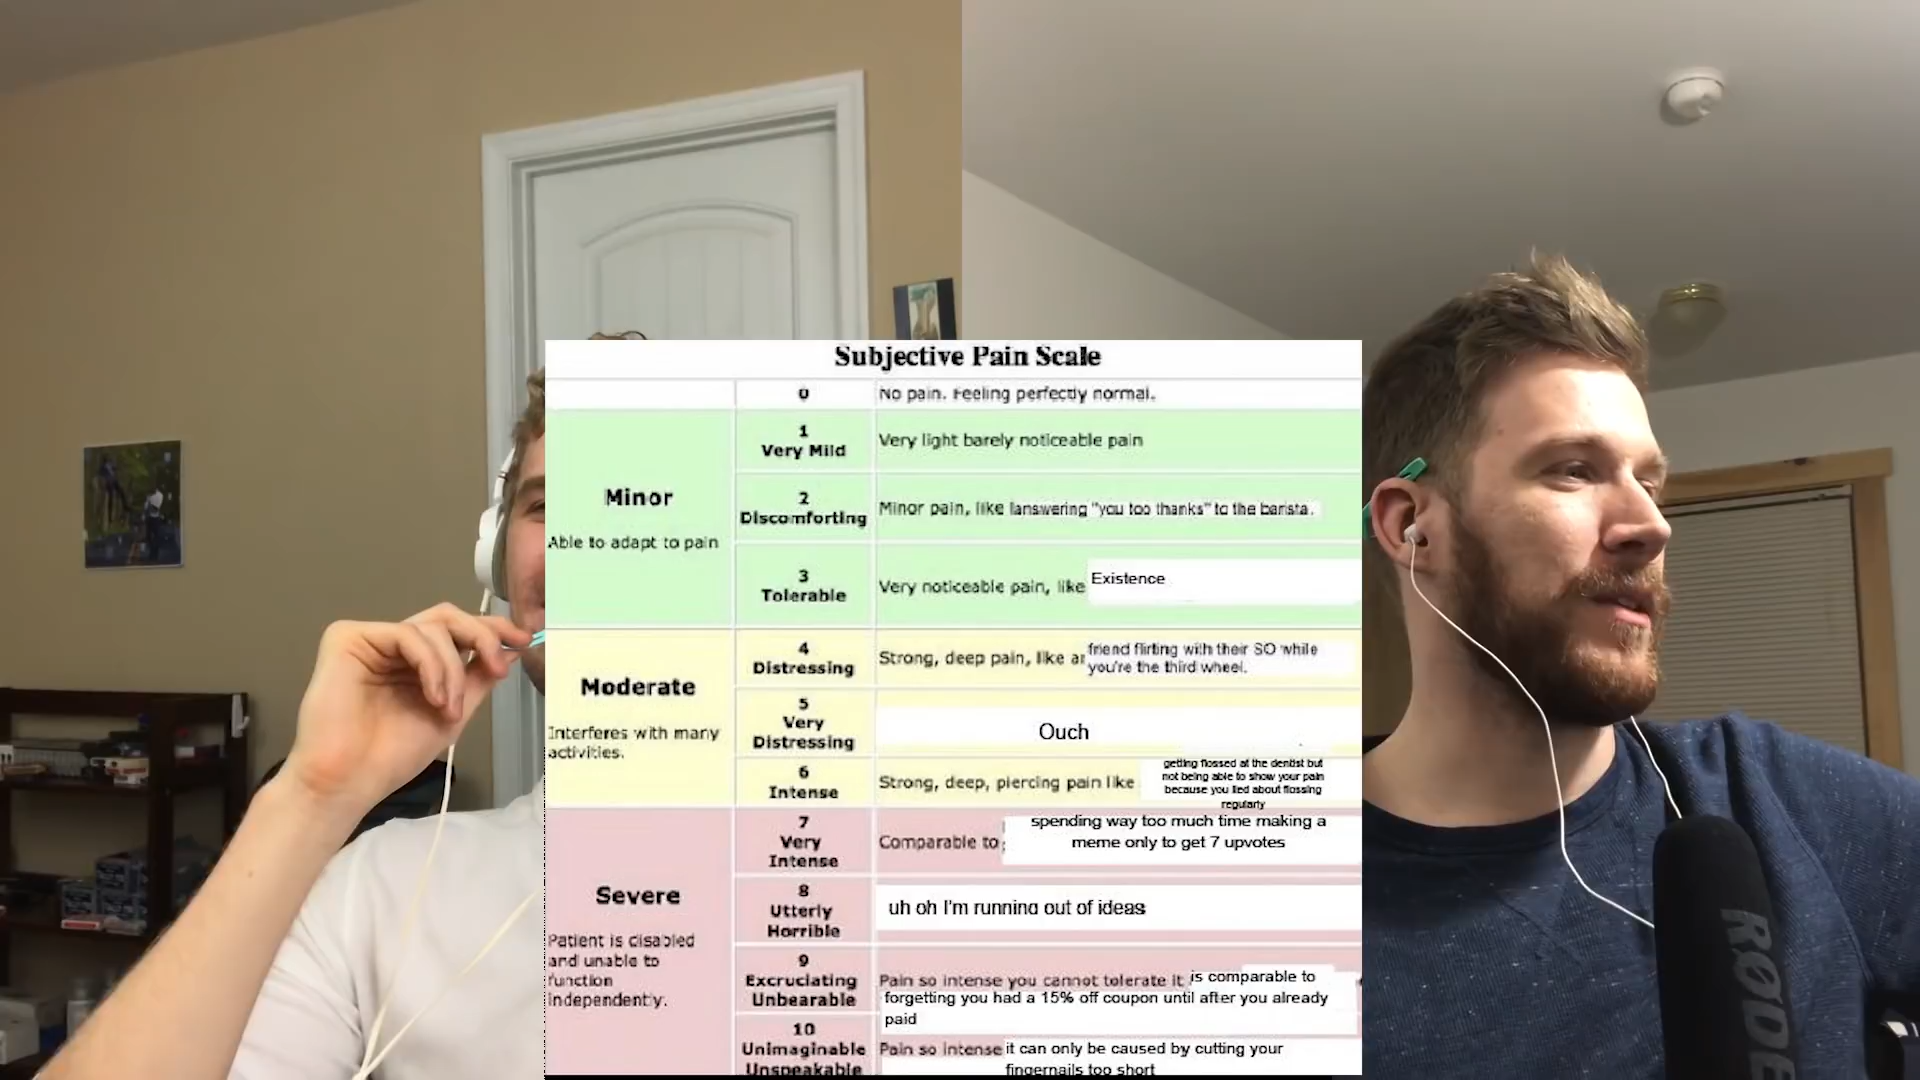 Subjective Pain Scale
0
No pain. Feeling perfectly normal.
Minor
Able to adapt to pain
1
Very Mild
Very light barely noticeable pain
2
Discomforting
Minor pain, like lanswering "you too thanks" to the barista.
3
Tolerable
Very noticeable pain, like Existence
Moderate
Interferes with many
activities.
4
Distressing
Strong, deep pain, like ar friend flirting with their SO while
you're the third wheel.
5
Very
Distressing
Ouch
6
Intense
Strong, deep, piercing pain like
getting flossed at the dentist but
not being able to show your pain
because you lied about flossing
regularly
Severe
Patient is disabled
and unable to
function
independently.
7
Very
Intense
Comparable to
spending way too much time making a
meme only to get 7 upvotes
8
Utterly
Horrible
uh oh I'm running out of ideas
9
Excruciating
Unbearable
Pain so intense you cannot tolerate it is comparable to
forgetting you had a 15% off coupon until after you already
paid
10
Unimaginable
Unspeakable
Pain so intense it can only be caused by cutting your
fingernails too short
RØDE